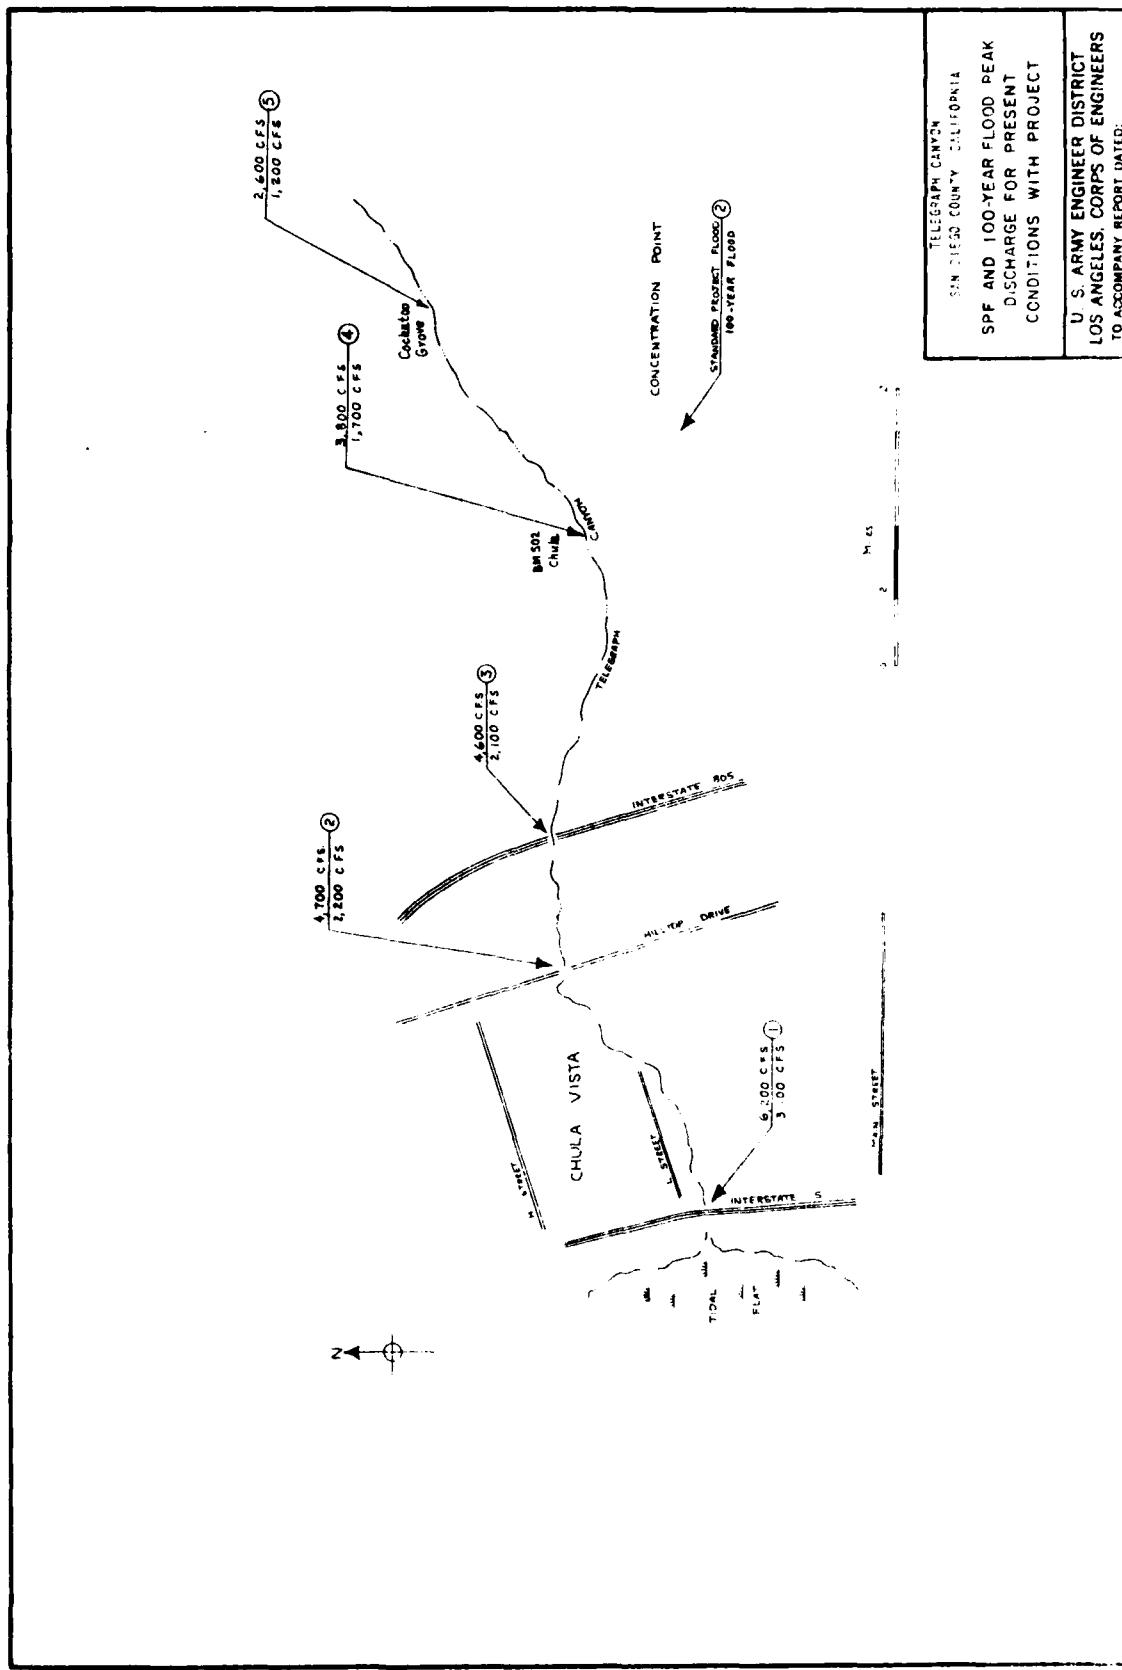 2,600 CFS 5
1,200 CFS
Cockatoo
Grove
3,800 CFS 4
1,700 CFS
BM 502
Chula
CANYON
TELEGRAPH
4,600 CFS 3
2,100 CFS
INTERSTATE 805
4,700 CFS. 2
2,200 CFS
HILLTOP DRIVE
CHULA VISTA
STREET
L STREET
6,200 CFS 1
CFS
MAIN STREET
INTERSTATE 5
TIDAL
FLAT
N
CONCENTRATION POINT
STANDARD PROJECT FLOOD 2
100-YEAR FLOOD
TELEGRAPH CANYON
SAN DIEGO COUNTY CALIFORNIA
SPF AND 100-YEAR FLOOD PEAK
DISCHARGE FOR PRESENT
CONDITIONS WITH PROJECT
U. S. ARMY ENGINEER DISTRICT
LOS ANGELES, CORPS OF ENGINEERS
TO ACCOMPANY REPORT DATED: